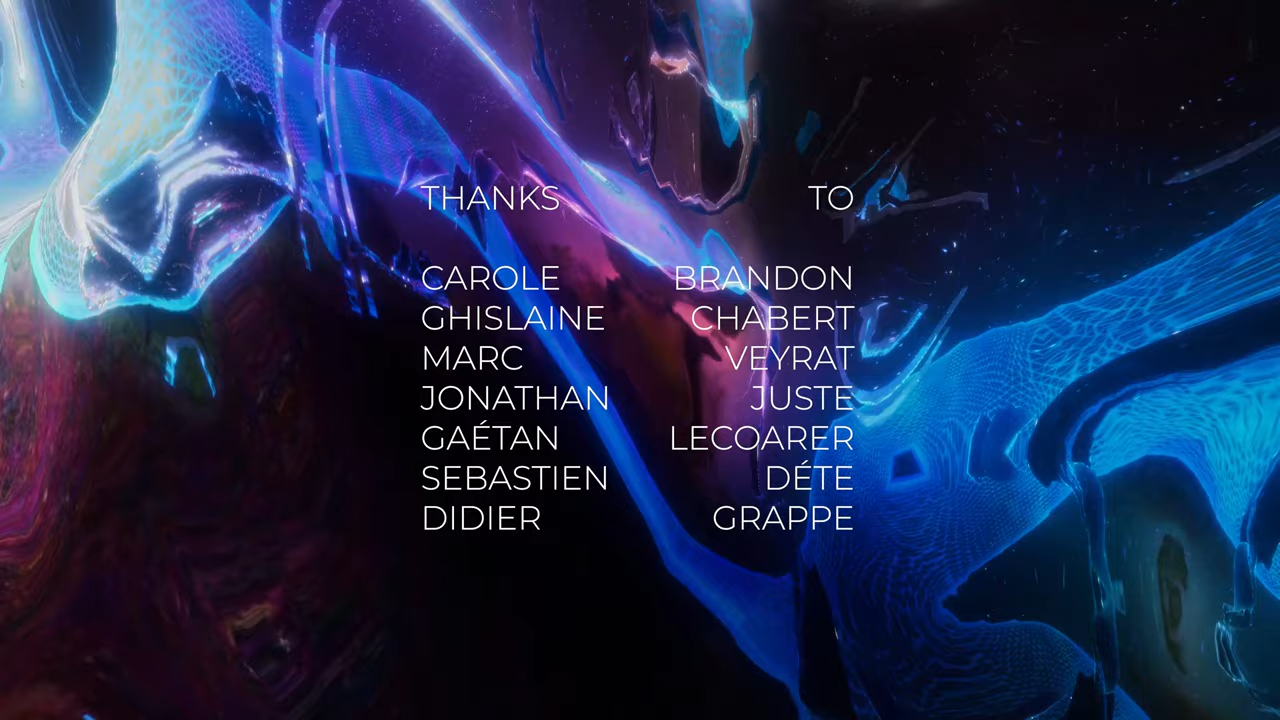 THANKS TO
CAROLE BRANDON
GHISLAINE CHABERT
MARC VEYRAT
JONATHAN JUSTE
GAÉTAN LECOARER
SEBASTIEN DÉTE
DIDIER GRAPPE